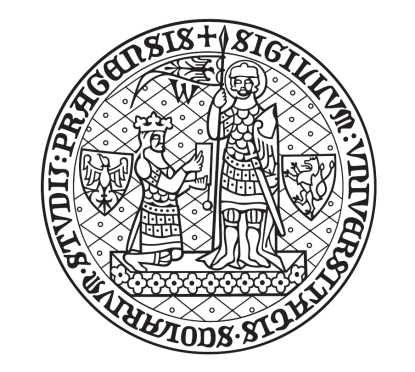 ✝ SIGILLVM : VNIVERSITATIS · SCOLARIVM · STVDII : PRAGENSIS